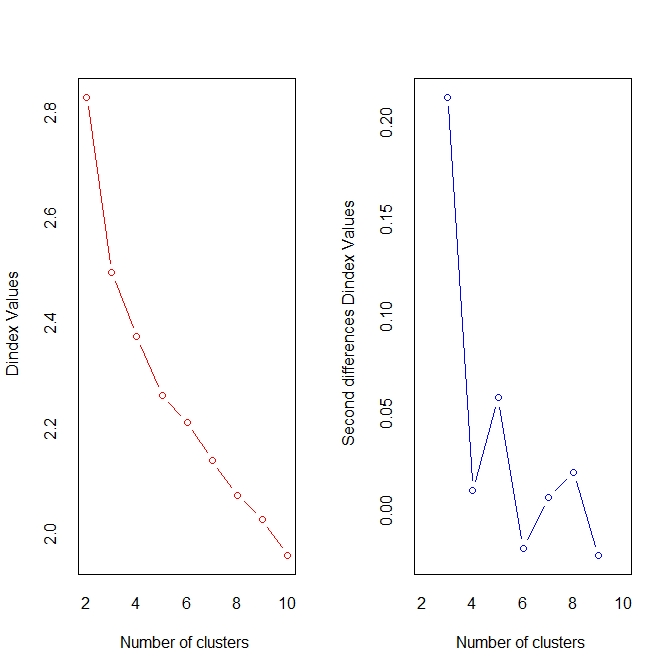 Dindex Values
2.0 2.2 2.4 2.6 2.8
2 4 6 8 10
Number of clusters
Second differences Dindex Values
0.00 0.05 0.10 0.15 0.20
2 4 6 8 10
Number of clusters